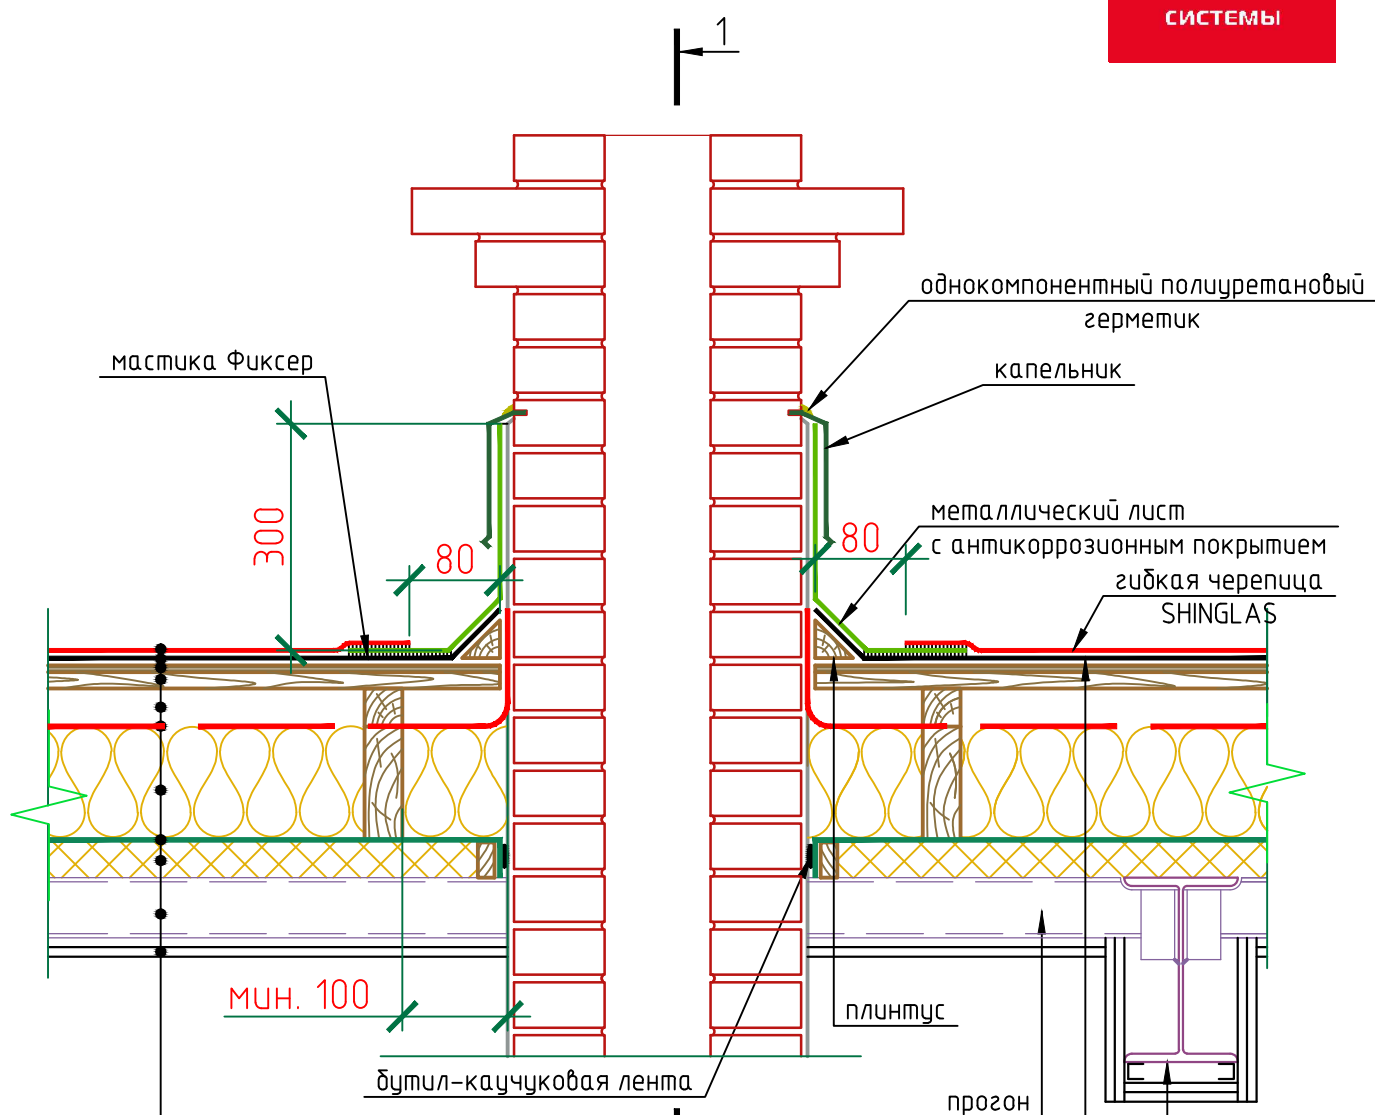 СИСТЕМЫ
1
однокомпонентный полиуретановый
герметик
мастика Фиксер
капельник
300
80
80
металлический лист
с антикоррозионным покрытием
гибкая черепица
SHINGLAS
мин. 100
плинтус
бутил-каучуковая лента
прогон